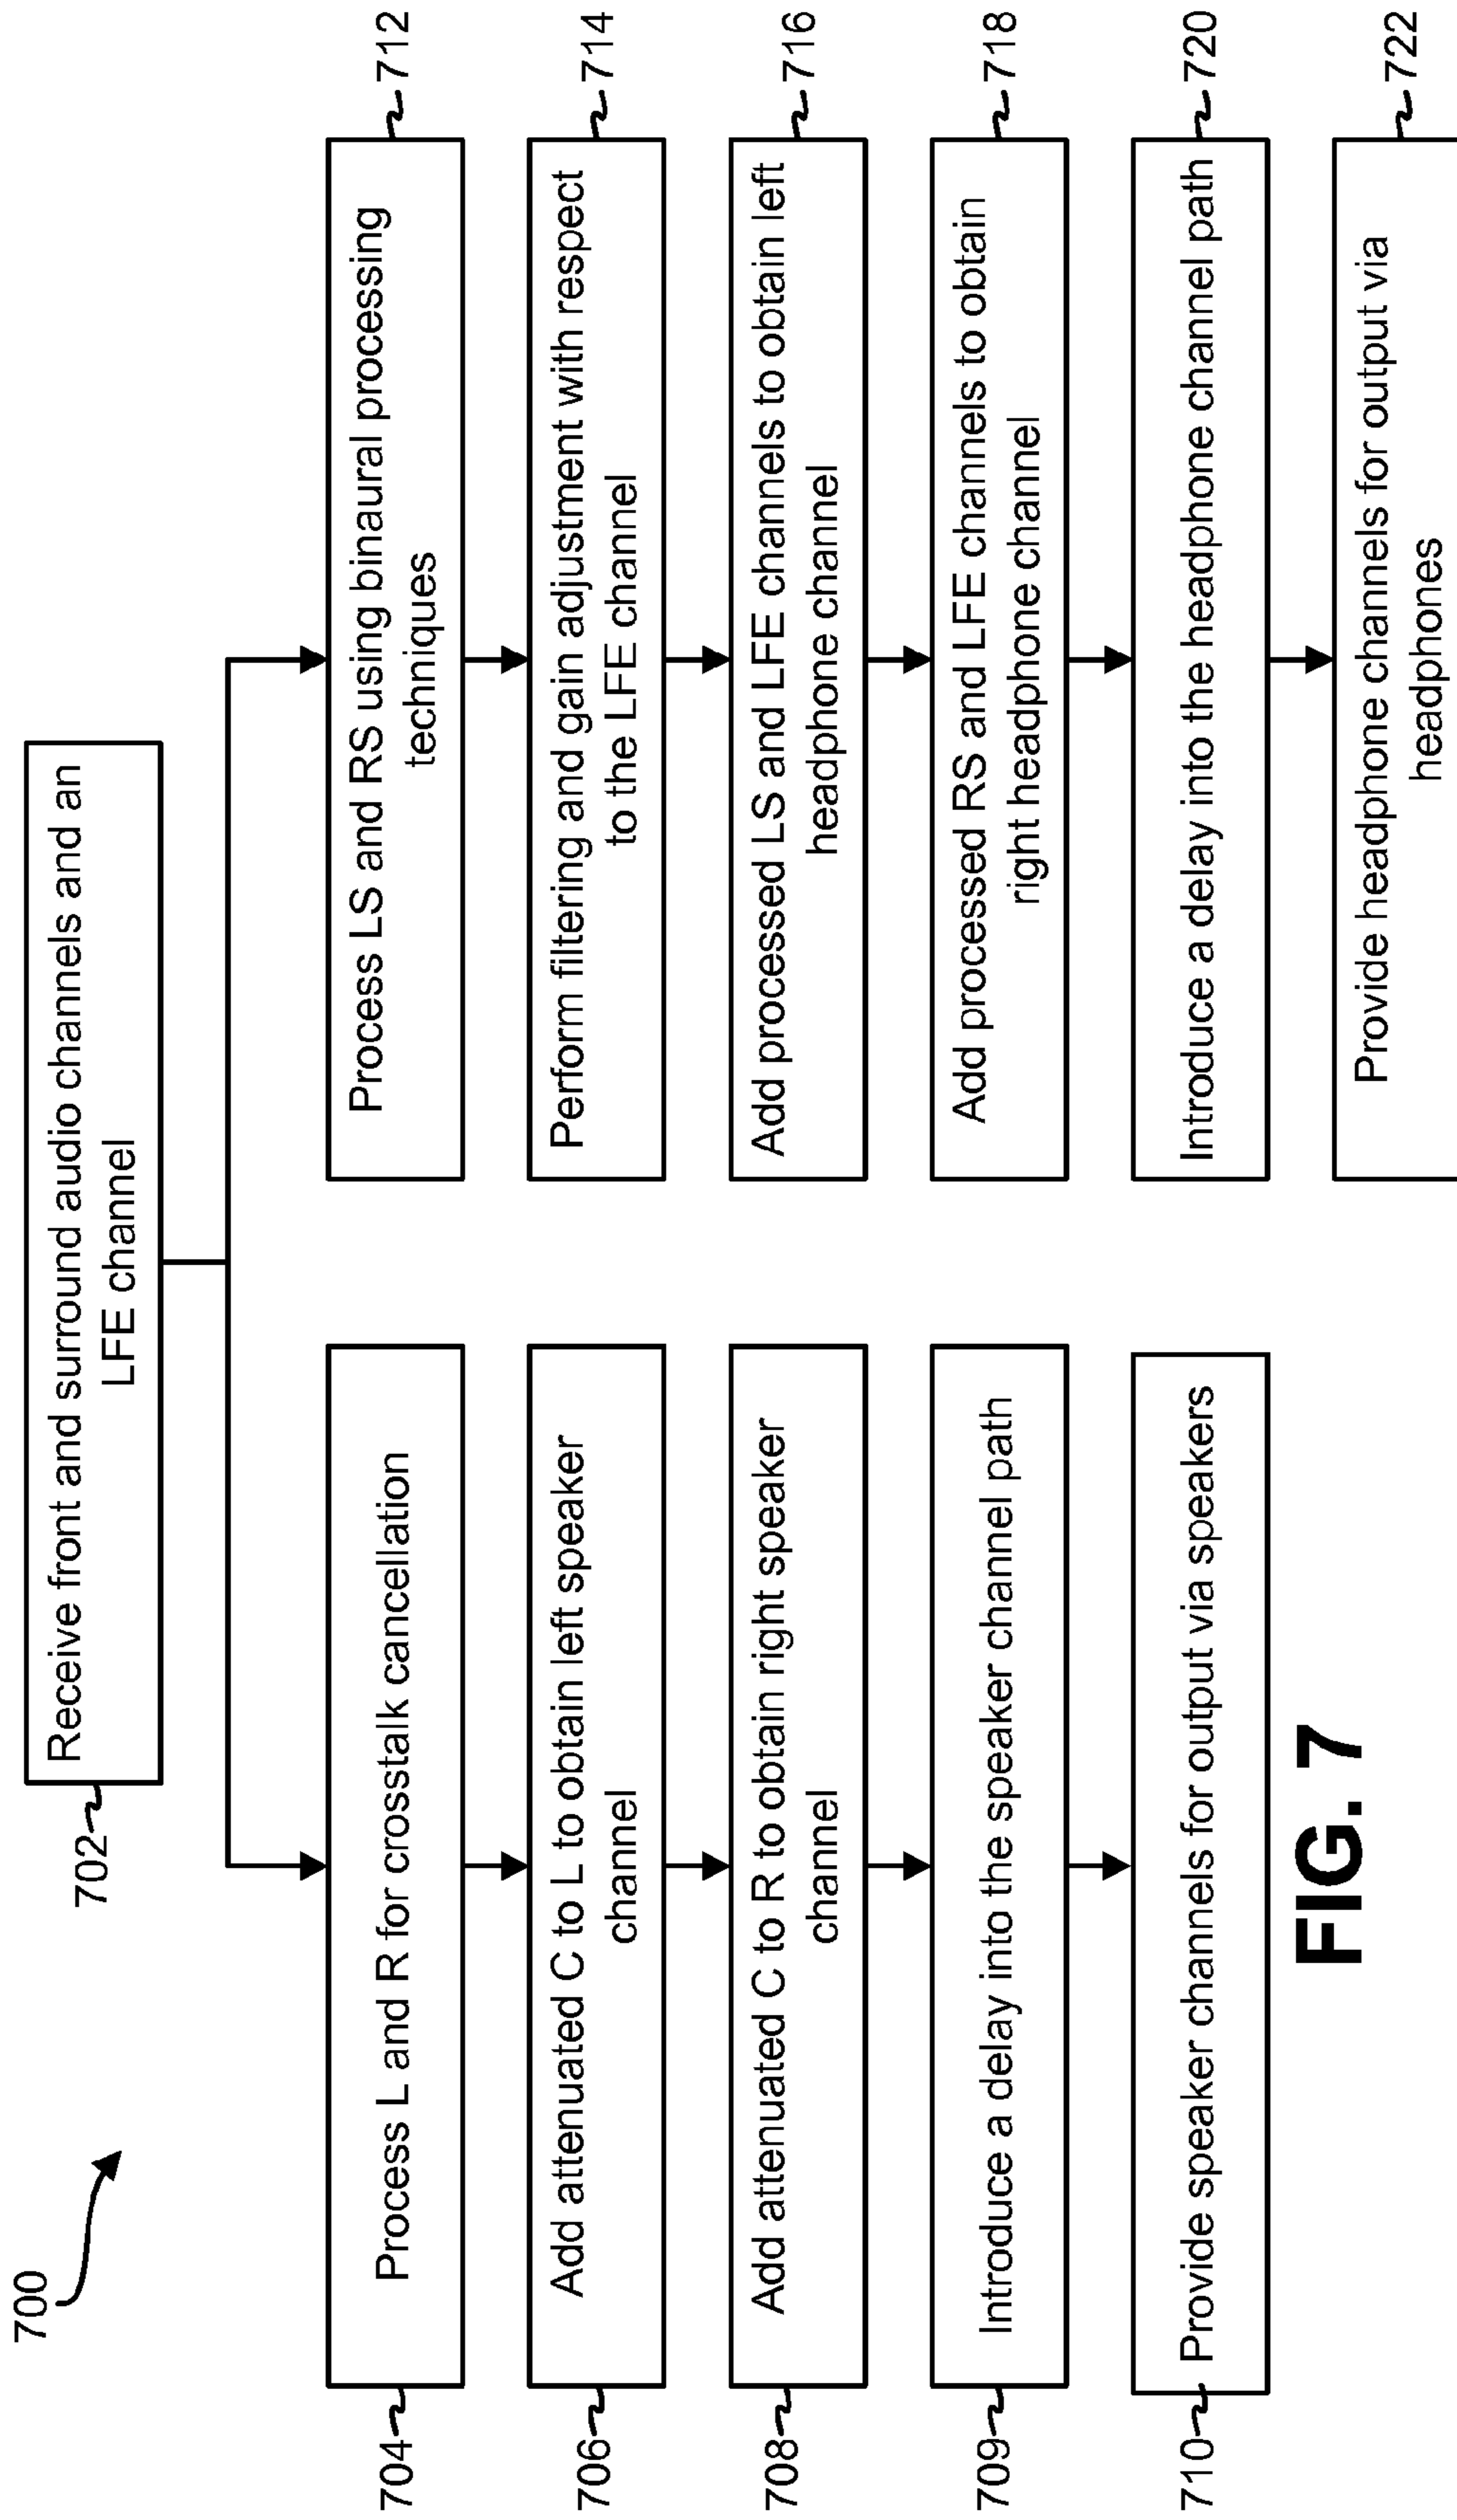 700
702
Receive front and surround audio channels and an
LFE channel
704
Process L and R for crosstalk cancellation
706
Add attenuated C to L to obtain left speaker
channel
708
Add attenuated C to R to obtain right speaker
channel
709
Introduce a delay into the speaker channel path
710
Provide speaker channels for output via speakers
Process LS and RS using binaural processing
techniques
712
Perform filtering and gain adjustment with respect
to the LFE channel
714
Add processed LS and LFE channels to obtain left
headphone channel
716
Add processed RS and LFE channels to obtain
right headphone channel
718
Introduce a delay into the headphone channel path
720
Provide headphone channels for output via
headphones
722
FIG. 7